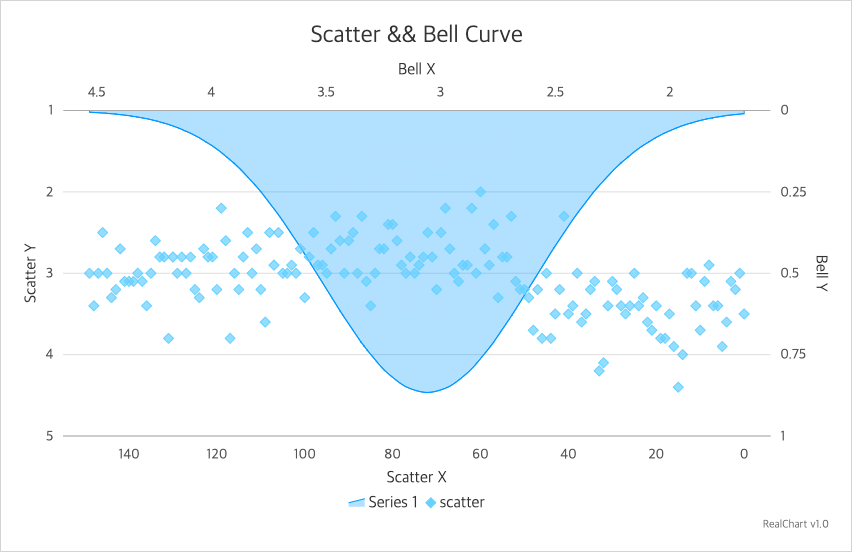 Scatter && Bell Curve
Bell X
4.5 4 3.5 3 2.5 2
1 0
2 0.25
Scatter Y
3 0.5
Bell Y
4 0.75
5 1
140 120 100 80 60 40 20 0
Scatter X
Series 1 scatter
RealChart v1.0